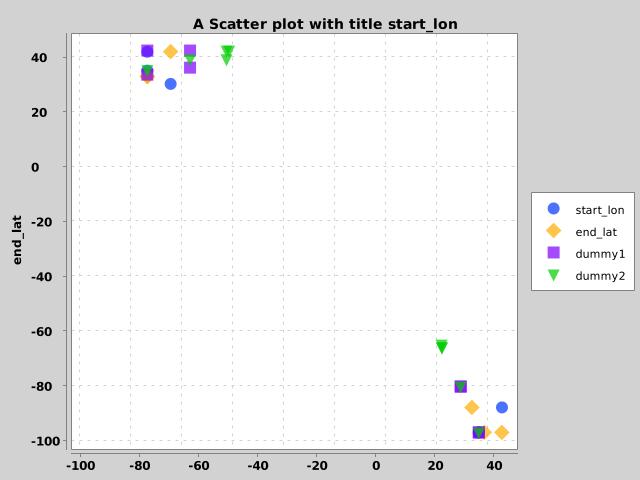 A Scatter plot with title start_lon
end_lat
40
20
0
-20
-40
-60
-80
-100
-100 -80 -60 -40 -20 0 20 40
start_lon
end_lat
dummy1
dummy2